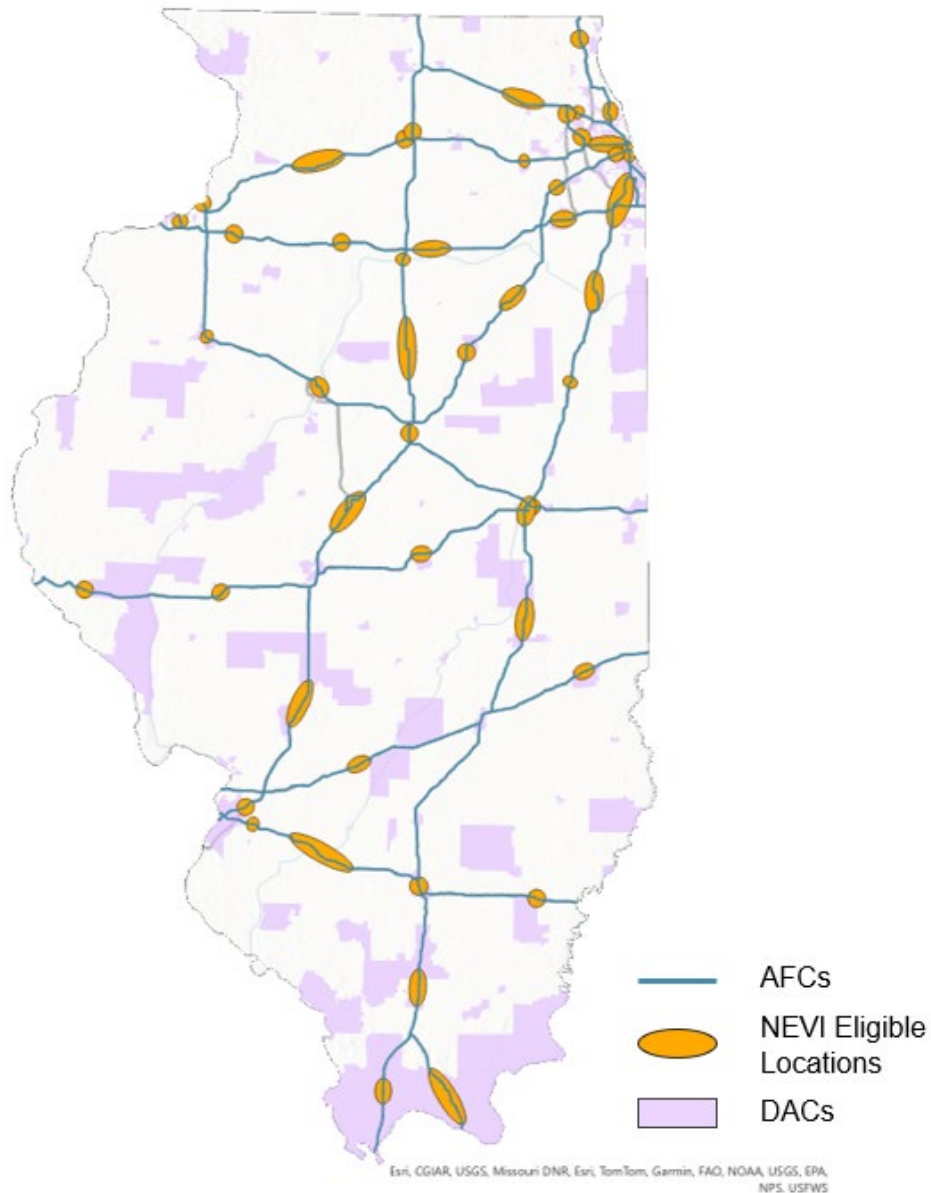 AFCs
NEVI Eligible
Locations
DACs
Esri, CGIAR, USGS, Missouri DNR, Esri, TomTom, Garmin, FAO, NOAA, USGS, EPA,
NPS, USFWS